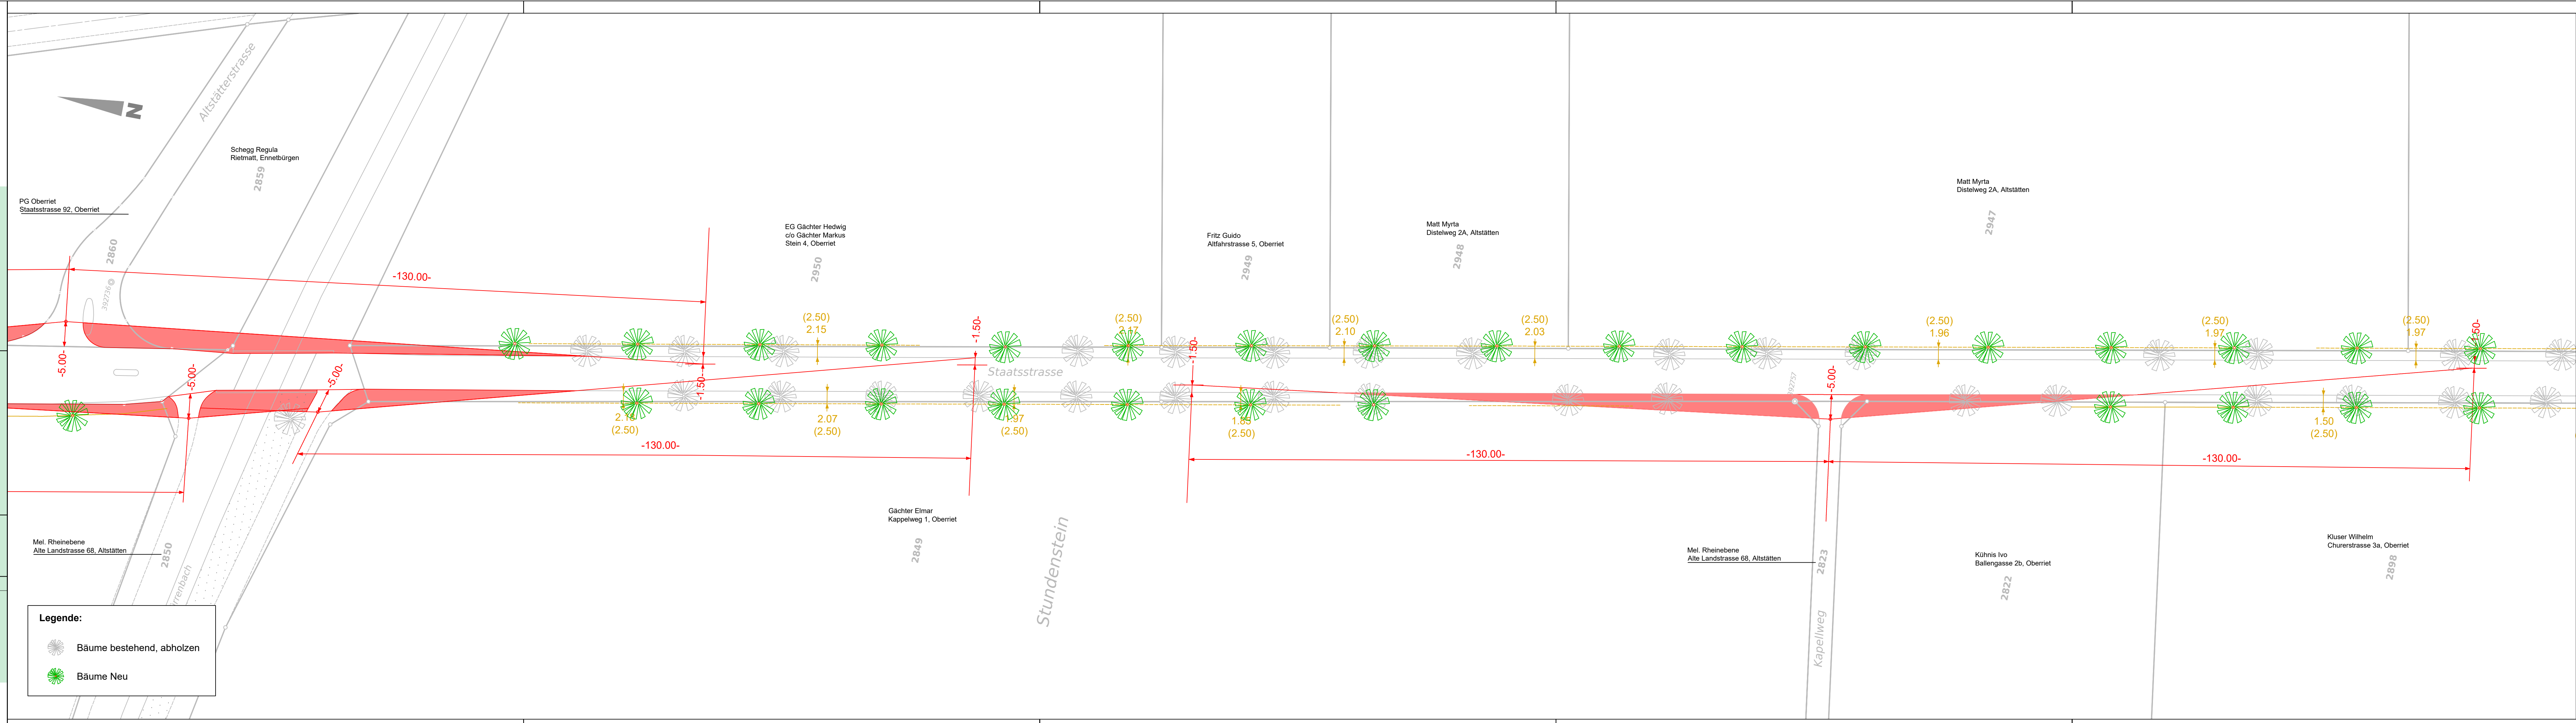 Altstätterstrasse
N
Schegg Regula
Rietmatt, Ennetbürgen
2859
PG Oberriet
Staatsstrasse 92, Oberriet
2860
392736
-130.00-
-5.00-
-5.00-
-5.00-
-1.50-
-1.50-
-1.50-
EG Gächter Hedwig
c/o Gächter Markus
Stein 4, Oberriet
2950
(2.50)
2.15
(2.50)
2.17
Fritz Guido
Altfahrstrasse 5, Oberriet
2949
(2.50)
2.10
Matt Myrta
Distelweg 2A, Altstätten
2948
(2.50)
2.03
Matt Myrta
Distelweg 2A, Altstätten
2947
(2.50)
1.96
(2.50)
1.97
(2.50)
1.97
Staatsstrasse
(2.50)
2.07
(2.50)
1.97
(2.50)
(2.50)
-5.00-
1.50
(2.50)
-130.00-
-130.00-
-130.00-
Gächter Elmar
Kappelweg 1, Oberriet
2849
Stundenstein
Mel. Rheinebene
Alte Landstrasse 68, Altstätten
2850
Mel. Rheinebene
Alte Landstrasse 68, Altstätten
2823
Kapellweg
Kühnis Ivo
Ballengasse 2b, Oberriet
2822
Kluser Wilhelm
Churerstrasse 3a, Oberriet
2898
Legende:
Bäume bestehend, abholzen
Bäume Neu